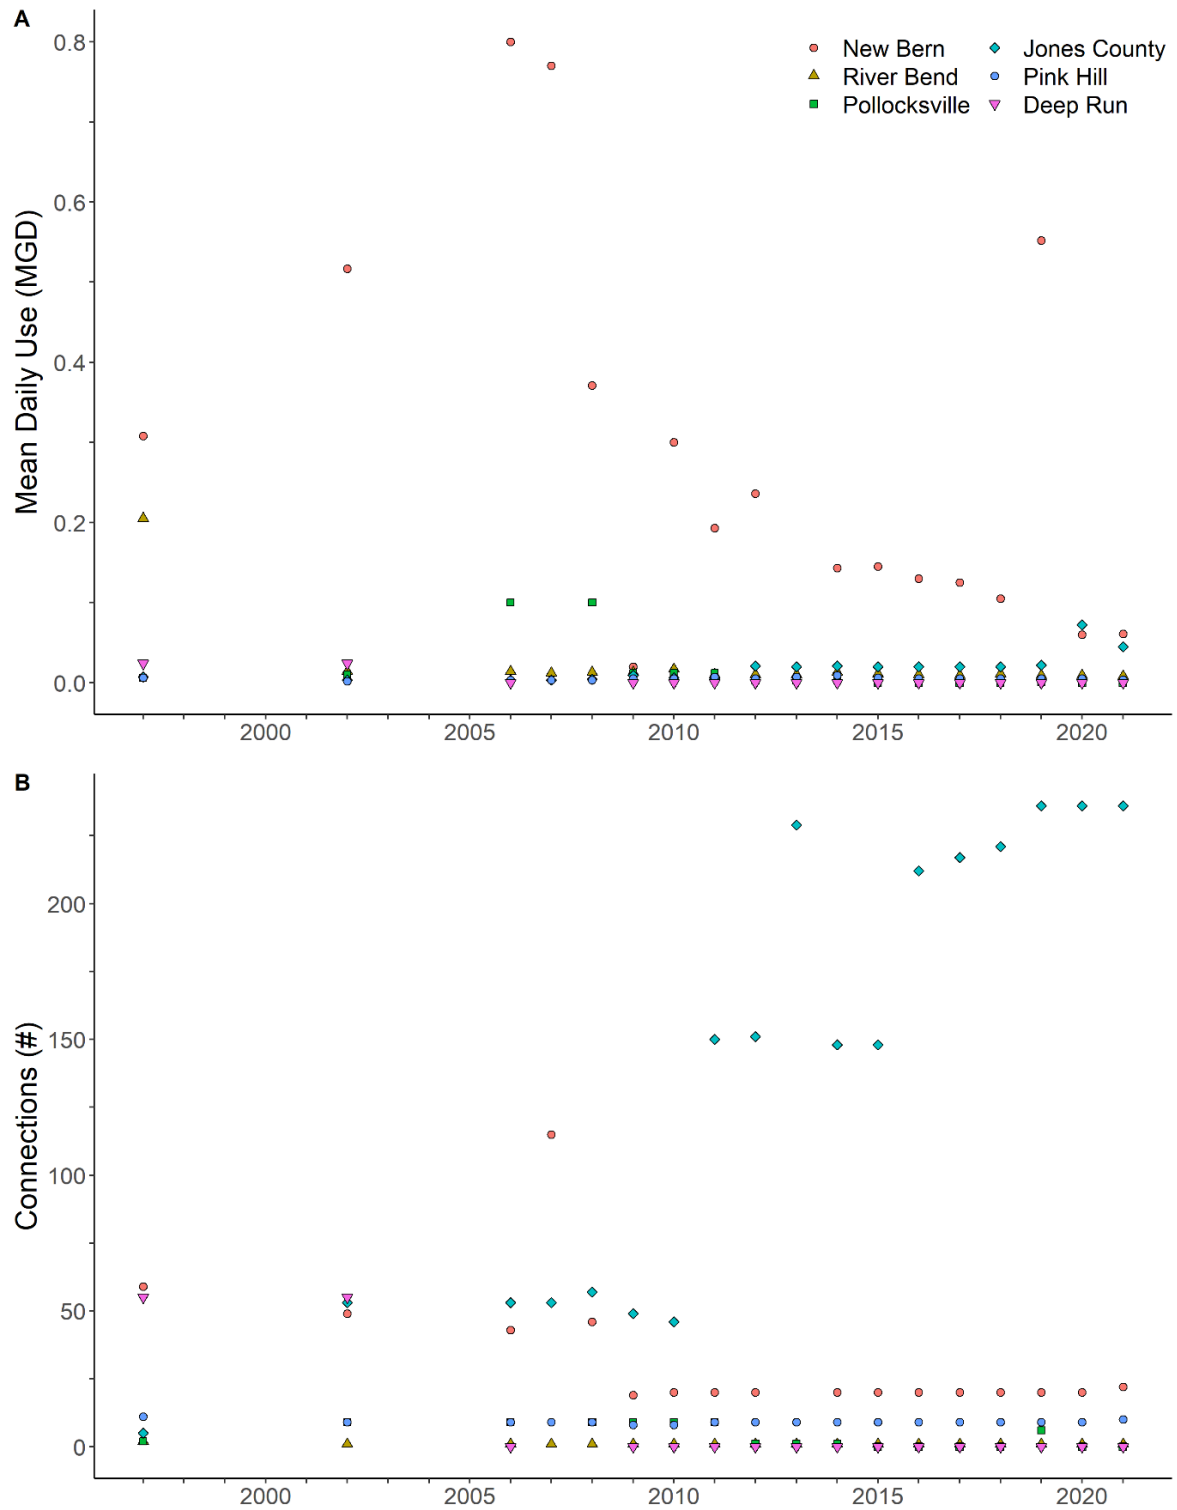 A
Mean Daily Use (MGD)
0.8
0.6
0.4
0.2
0.0
New Bern
River Bend
Pollocksville
Jones County
Pink Hill
Deep Run
2000 2005 2010 2015 2020
B
Connections (#)
200
150
100
50
0
2000 2005 2010 2015 2020